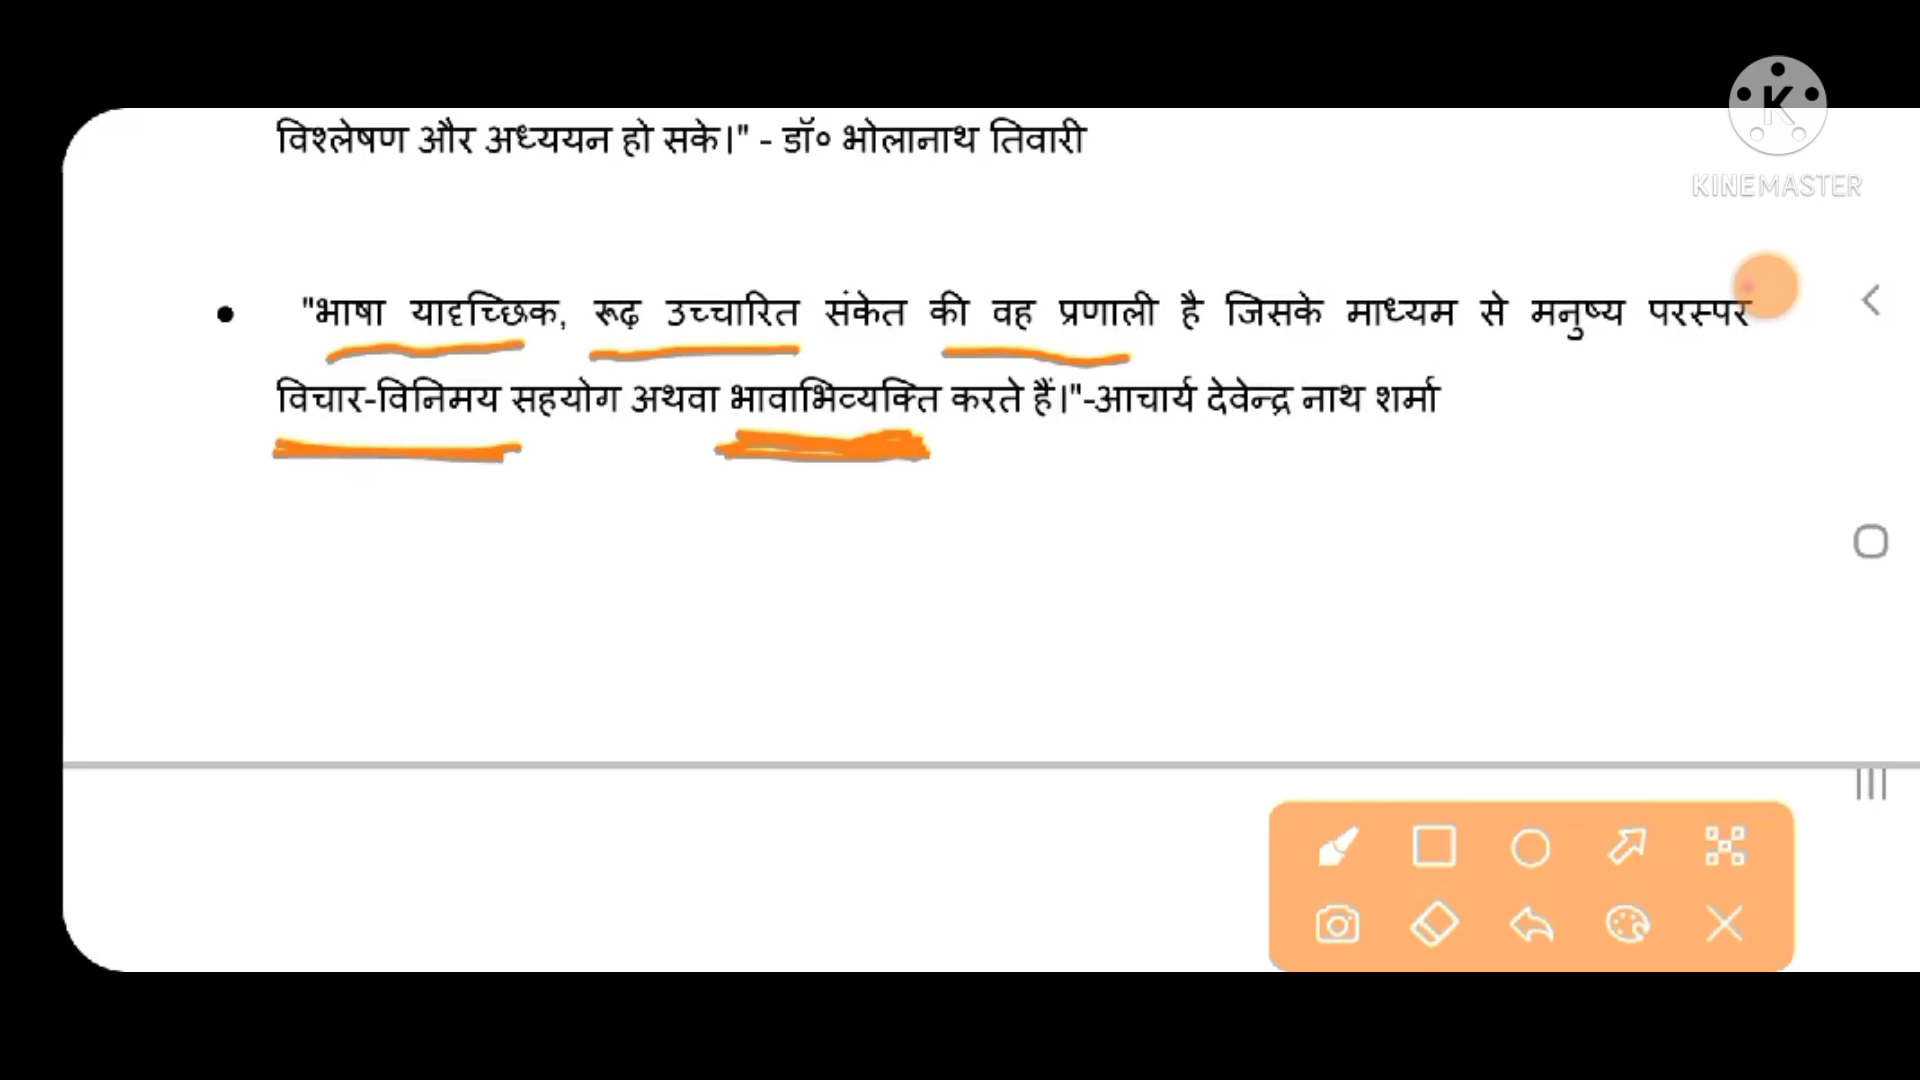 विश्लेषण और अध्ययन हो सके।" - डॉ० भोलानाथ तिवारी
KINEMASTER
• "भाषा यादृच्छिक, रूढ़ उच्चारित संकेत की वह प्रणाली है जिसके माध्यम से मनुष्य परस्पर
विचार-विनिमय सहयोग अथवा भावाभिव्यक्ति करते हैं।"-आचार्य देवेन्द्र नाथ शर्मा